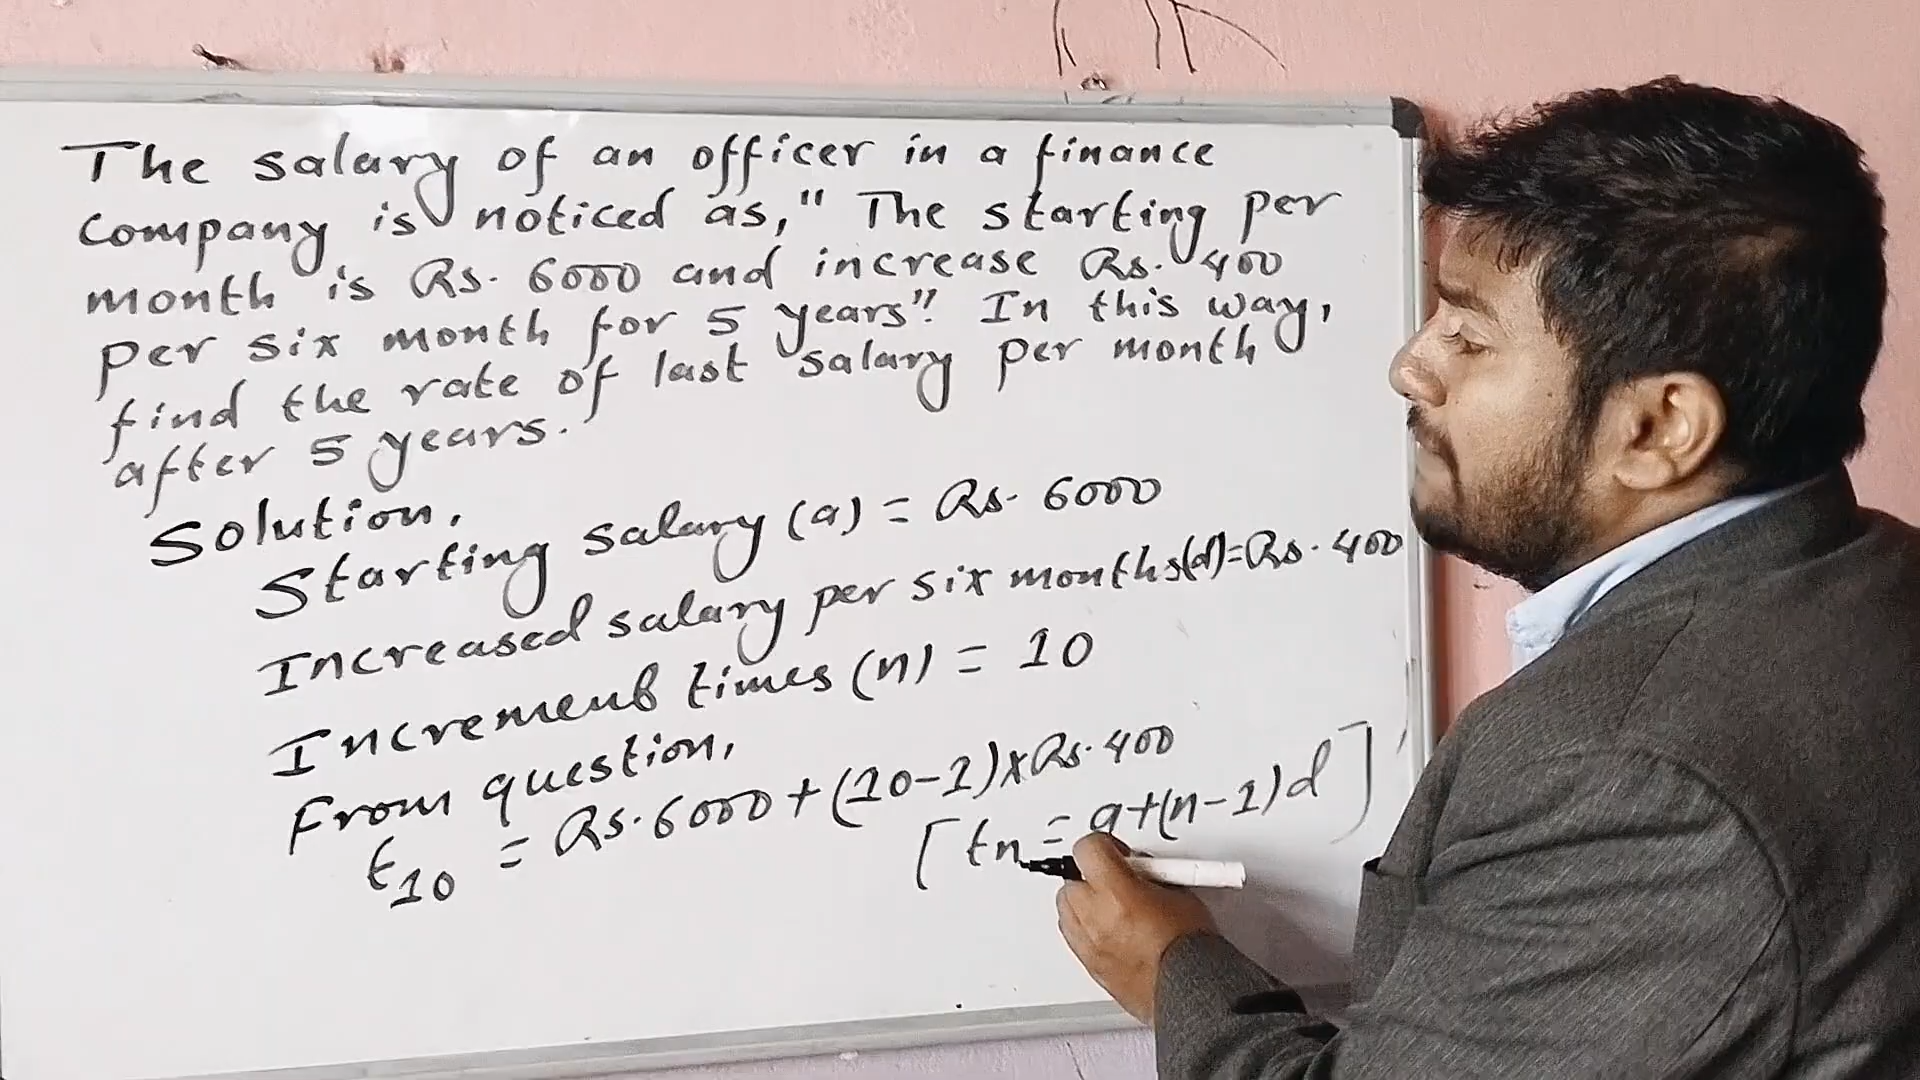 The salary of an officer in a finance
company is noticed as," The starting per
month is Rs. 6000 and increase Rs. 400
per six month for 5 years"? In this way,
find the rate of last salary per month
after 5 years.
Solution,
Starting salary (a) = Rs. 6000
Increased salary per six months(d)=Rs. 400
Increment times (n) = 10
From question,
t10 = Rs. 6000 + (10-1)×Rs. 400
[tn = a+(n-1)d]